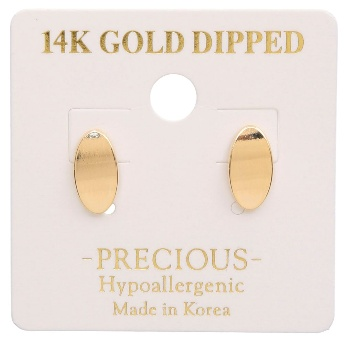 14K GOLD DIPPED
-PRECIOUS-
Hypoallergenic
Made in Korea